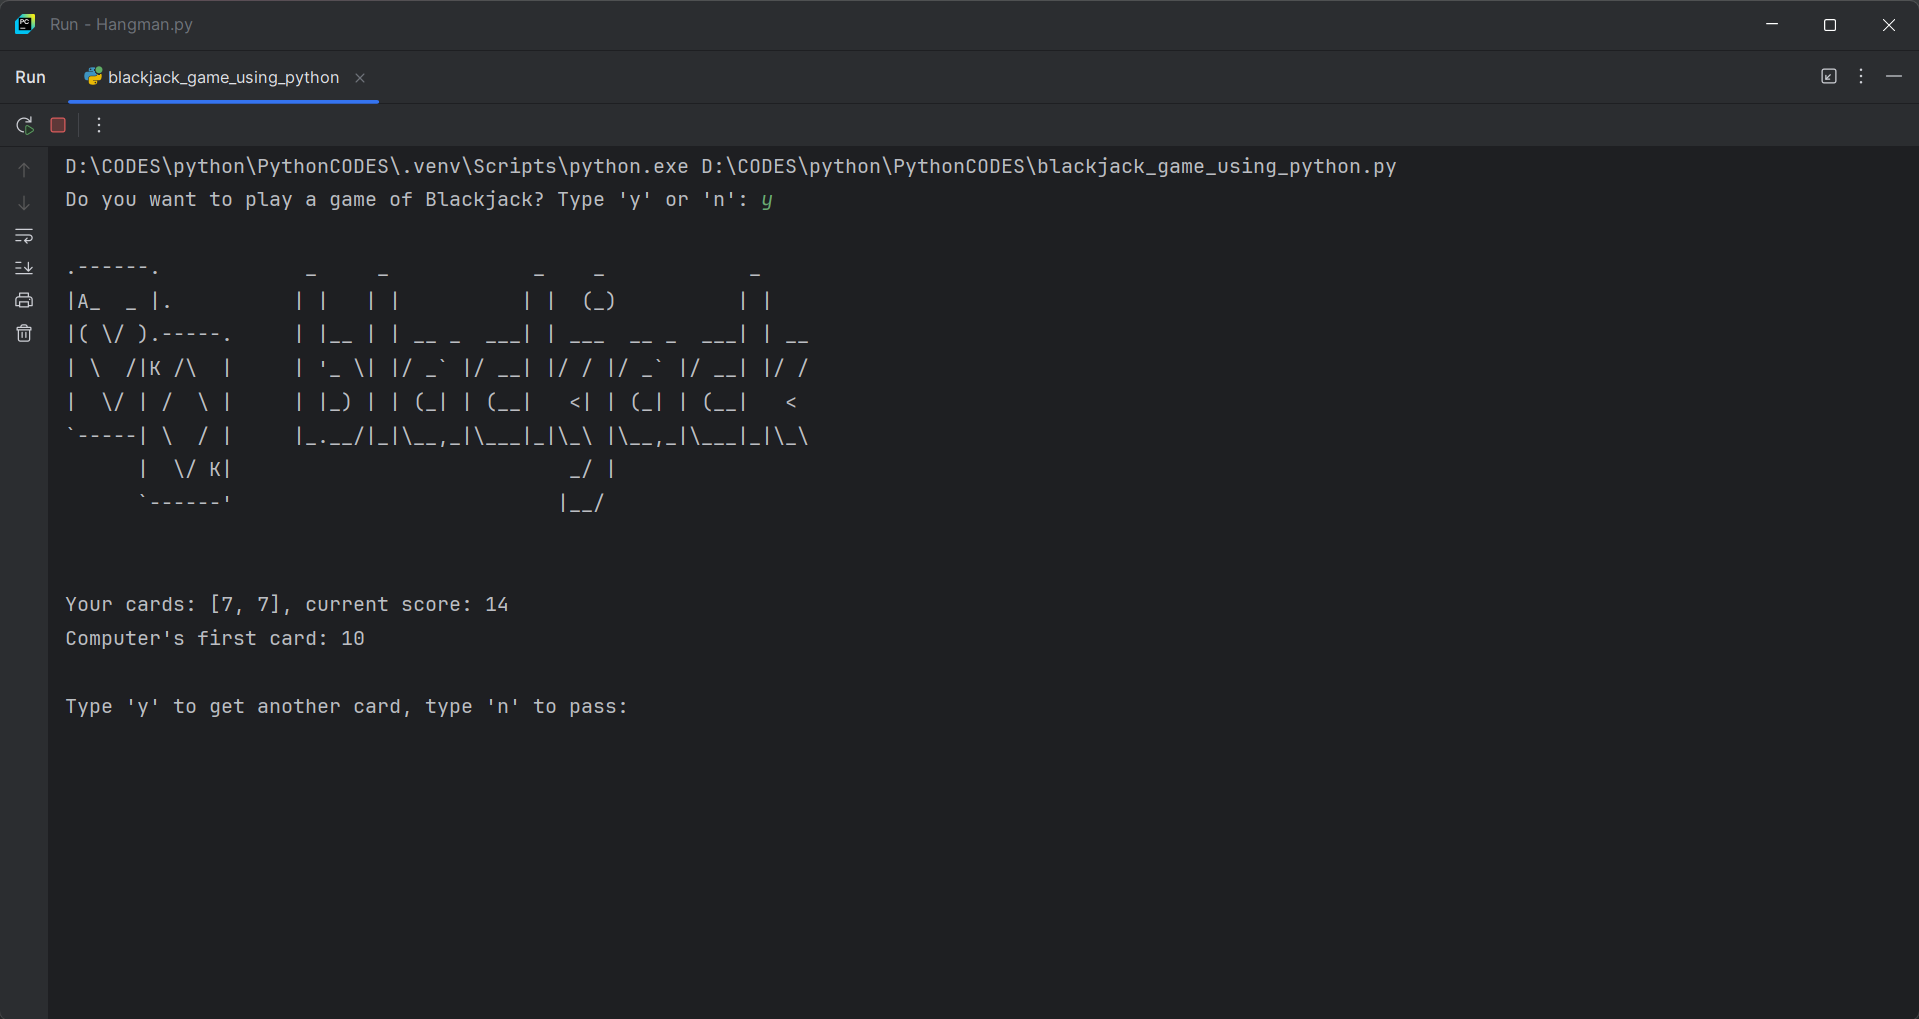 Run - Hangman.py
Run blackjack_game_using_python
D:\CODES\python\PythonCODES\.venv\Scripts\python.exe D:\CODES\python\PythonCODES\blackjack_game_using_python.py
Do you want to play a game of Blackjack? Type 'y' or 'n': y
.------.            _     _             _    _            _
|A_  _ |.          | |   | |          | |  (_)          | |
|( \/ ).-----.     | |__ | | __ _  ___| | ___  __ _  ___| | __
| \  /|K /\  |     | '_ \| |/ _` |/ __| |/ / |/ _` |/ __| |/ /
|  \/ | /  \ |     | |_) | | (_| | (__|   <| | (_| | (__|   <
`-----| \  / |     |_.__/|_|\__,_|\___|_|\_\ |\__,_|\___|_|\_\
      |  \/ K|                            _/ |
      `------'                           |__/
Your cards: [7, 7], current score: 14
Computer's first card: 10
Type 'y' to get another card, type 'n' to pass: